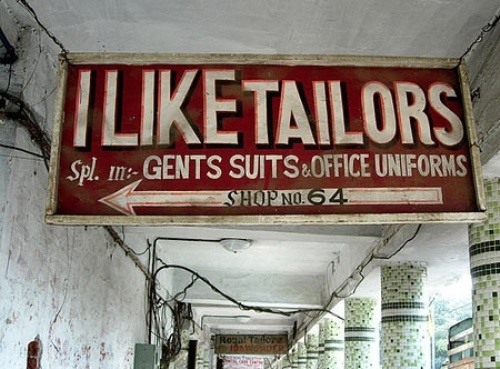 I LIKE TAILORS
Spl. in:- GENTS SUITS & OFFICE UNIFORMS
SHOP NO. 64
Royal Tailors